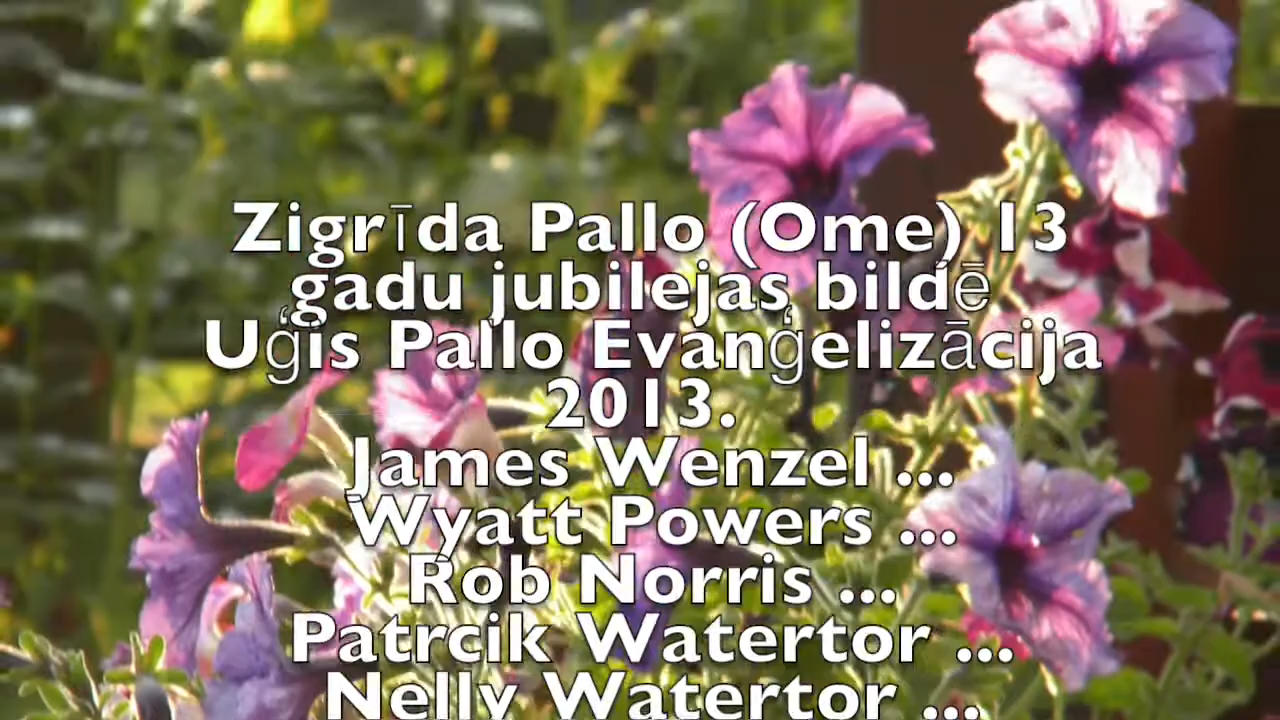 Zigrīda Pallo (Ome) 13
gadu jubilejas bildē
Uģis Pallo Evaņģelizācija
2013.
James Wenzel ...
Wyatt Powers ...
Rob Norris ...
Patrcik Watertor ...
Nelly Watertor ...